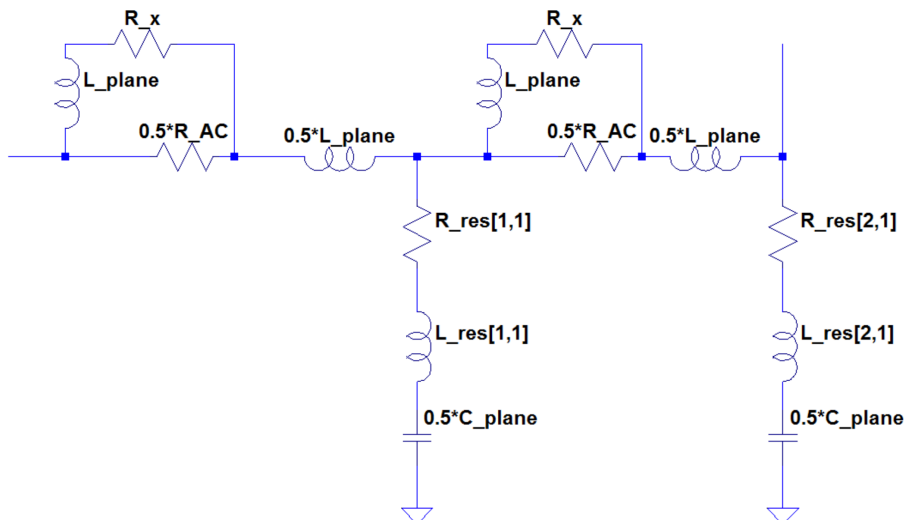 R_x
R_x
L_plane
L_plane
0.5*R_AC
0.5*L_plane
0.5*R_AC
0.5*L_plane
R_res[1,1]
R_res[2,1]
L_res[1,1]
L_res[2,1]
0.5*C_plane
0.5*C_plane